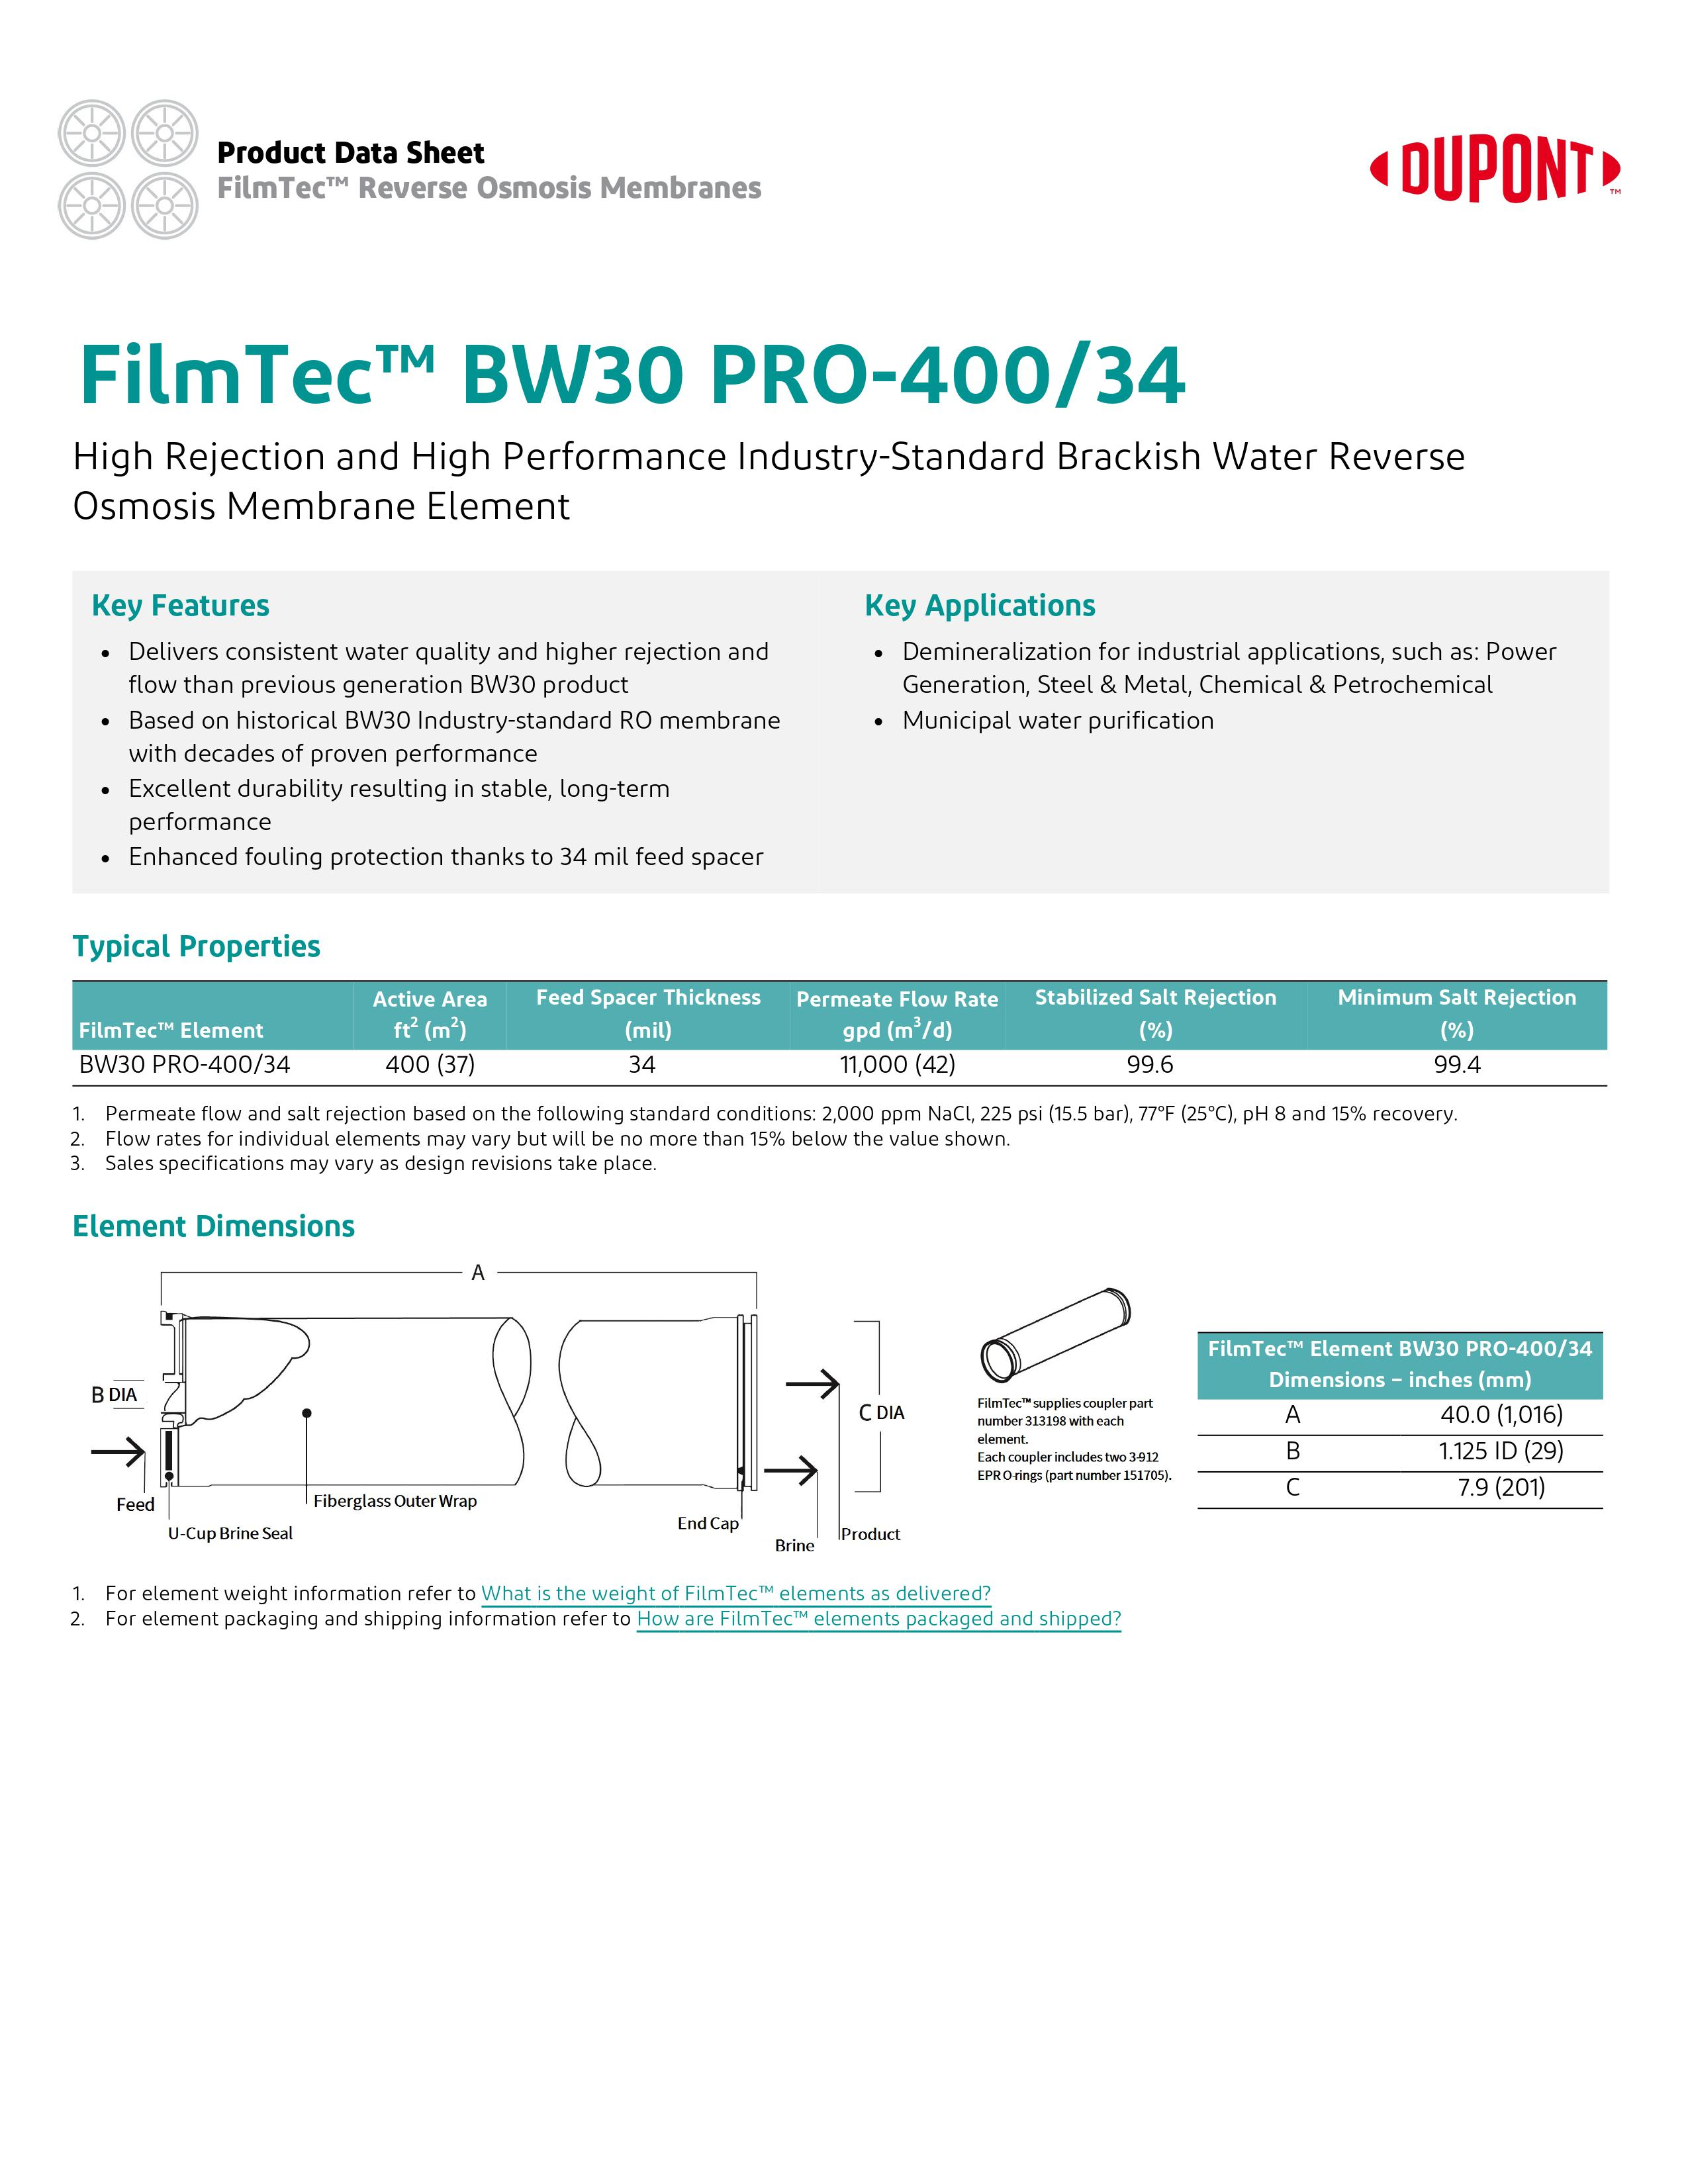 Product Data Sheet
FilmTec™ Reverse Osmosis Membranes
DUPONT™
FilmTec™ BW30 PRO-400/34
High Rejection and High Performance Industry-Standard Brackish Water Reverse
Osmosis Membrane Element
Key Features
• Delivers consistent water quality and higher rejection and
flow than previous generation BW30 product
• Based on historical BW30 Industry-standard RO membrane
with decades of proven performance
• Excellent durability resulting in stable, long-term
performance
• Enhanced fouling protection thanks to 34 mil feed spacer
Key Applications
• Demineralization for industrial applications, such as: Power
Generation, Steel & Metal, Chemical & Petrochemical
• Municipal water purification
Typical Properties
FilmTec™ Element
Active Area
ft² (m²)
Feed Spacer Thickness
(mil)
Permeate Flow Rate
gpd (m³/d)
Stabilized Salt Rejection
(%)
Minimum Salt Rejection
(%)
BW30 PRO-400/34 400 (37) 34 11,000 (42) 99.6 99.4
1. Permeate flow and salt rejection based on the following standard conditions: 2,000 ppm NaCl, 225 psi (15.5 bar), 77°F (25°C), pH 8 and 15% recovery.
2. Flow rates for individual elements may vary but will be no more than 15% below the value shown.
3. Sales specifications may vary as design revisions take place.
Element Dimensions
A
B DIA
C DIA
Feed
U-Cup Brine Seal
Fiberglass Outer Wrap
End Cap
Brine
Product
FilmTec™ supplies coupler part
number 313198 with each
element.
Each coupler includes two 3-912
EPR O-rings (part number 151705).
FilmTec™ Element BW30 PRO-400/34
Dimensions – inches (mm)
A 40.0 (1,016)
B 1.125 ID (29)
C 7.9 (201)
1. For element weight information refer to What is the weight of FilmTec™ elements as delivered?
2. For element packaging and shipping information refer to How are FilmTec™ elements packaged and shipped?